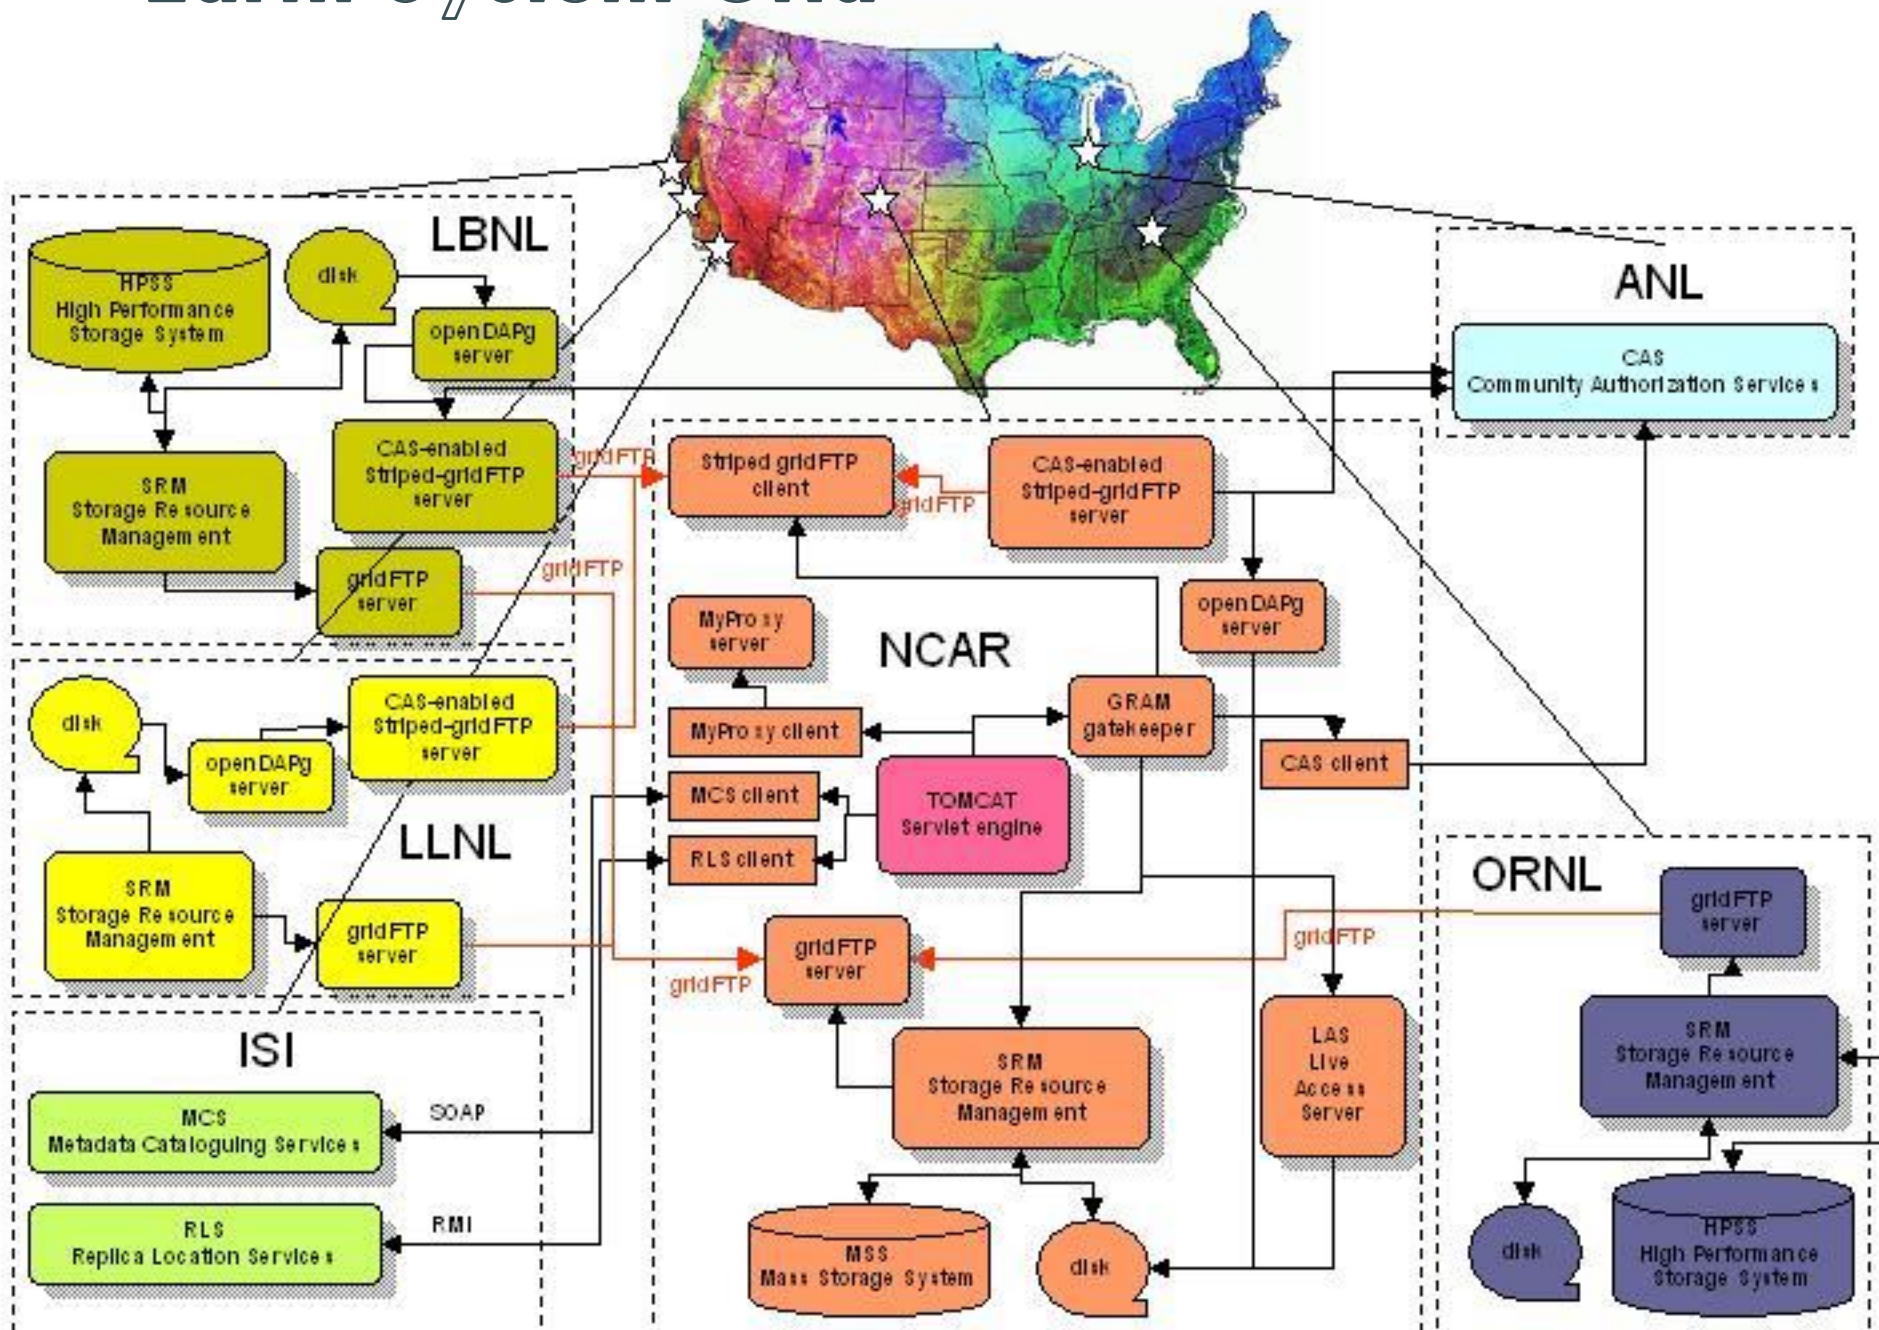 Earth System Grid
LBNL
HPSS
High Performance
Storage System
disk
openDAPg
server
CAS-enabled
Striped-gridFTP
server
SRM
Storage Resource
Management
gridFTP
server
gridFTP
gridFTP
LLNL
disk
openDAPg
server
CAS-enabled
Striped-gridFTP
server
SRM
Storage Resource
Management
gridFTP
server
gridFTP
ISI
MCS
Metadata Cataloguing Services
SOAP
RLS
Replica Location Services
RMI
NCAR
Striped gridFTP
client
gridFTP
CAS-enabled
Striped-gridFTP
server
openDAPg
server
MyProxy
server
MyProxy client
GRAM
gatekeeper
CAS client
MCS client
RLS client
TOMCAT
Servlet engine
gridFTP
server
SRM
Storage Resource
Management
LAS
Live
Access
Server
MSS
Mass Storage System
disk
ANL
CAS
Community Authorization Services
ORNL
gridFTP
server
gridFTP
SRM
Storage Resource
Management
disk
HPSS
High Performance
Storage System